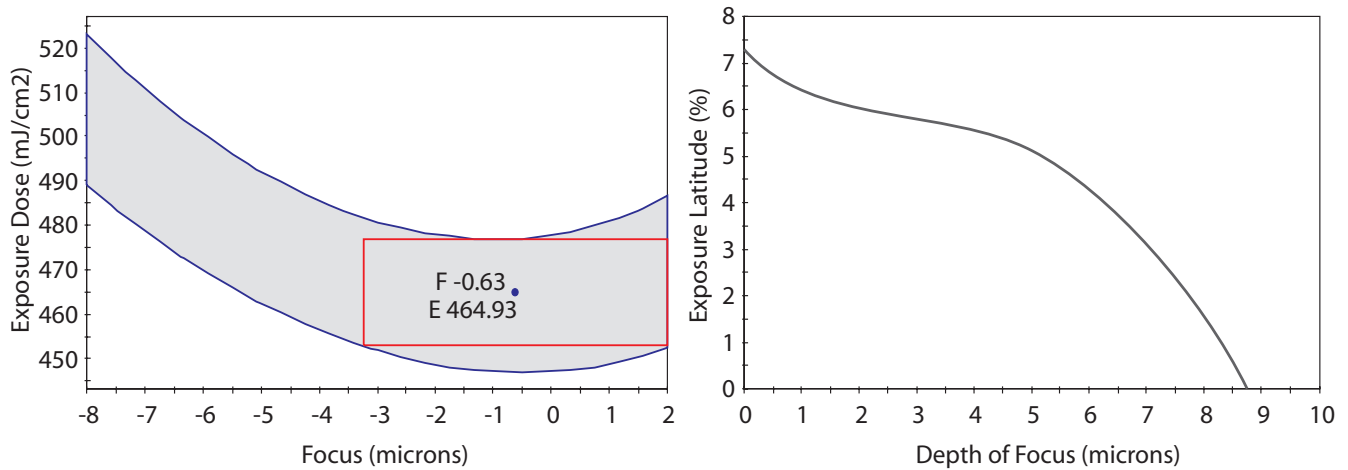 Exposure Dose (mJ/cm2)
520
510
500
490
480
470
460
450
F -0.63
E 464.93
-8 -7 -6 -5 -4 -3 -2 -1 0 1 2
Focus (microns)
Exposure Latitude (%)
8
7
6
5
4
3
2
1
0
0 1 2 3 4 5 6 7 8 9 10
Depth of Focus (microns)